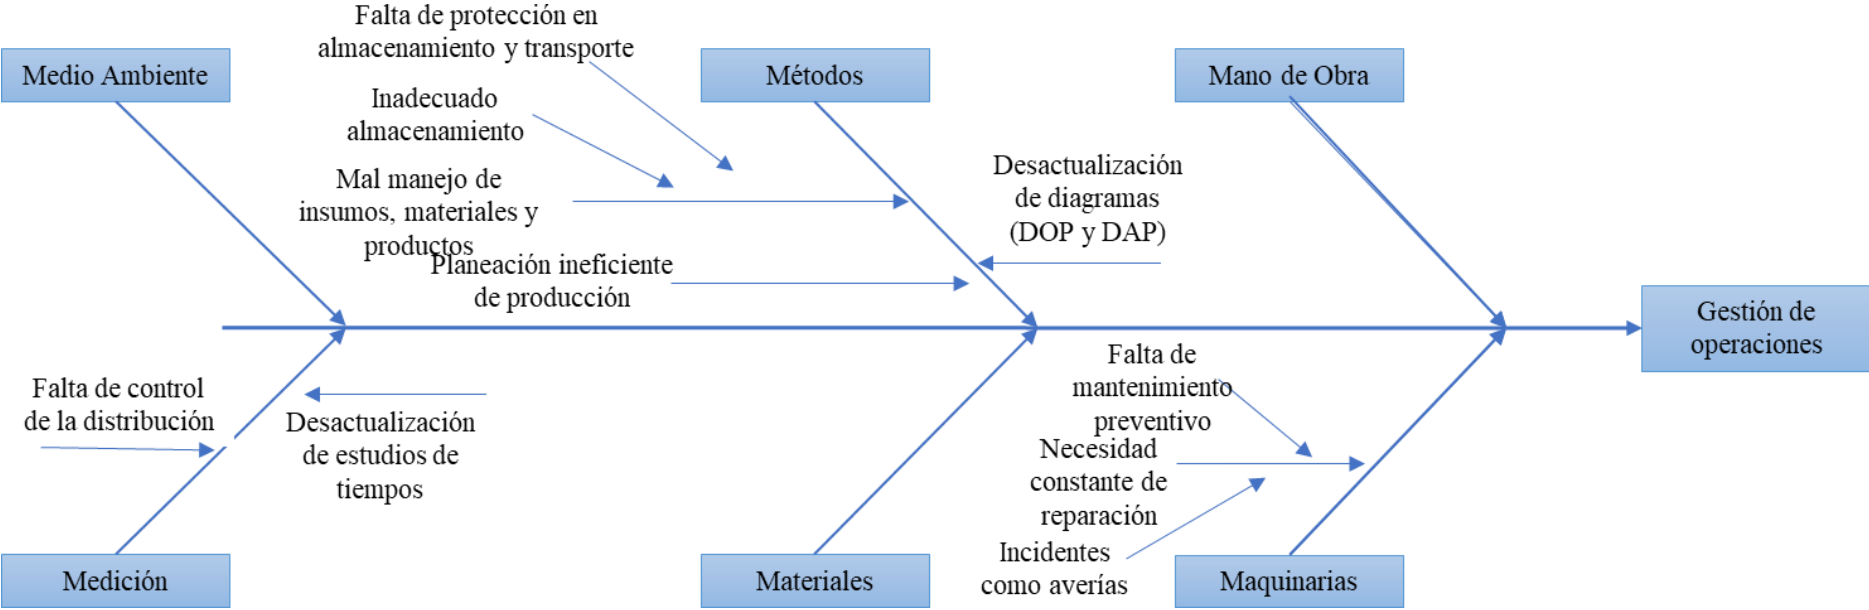 Falta de protección en
almacenamiento y transporte
Medio Ambiente
Métodos
Mano de Obra
Inadecuado
almacenamiento
Mal manejo de
insumos, materiales y
productos
Desactualización
de diagramas
(DOP y DAP)
Planeación ineficiente
de producción
Gestión de
operaciones
Falta de control
de la distribución
Desactualización
de estudios de
tiempos
Falta de
mantenimiento
preventivo
Necesidad
constante de
reparación
Incidentes
como averías
Medición
Materiales
Maquinarias